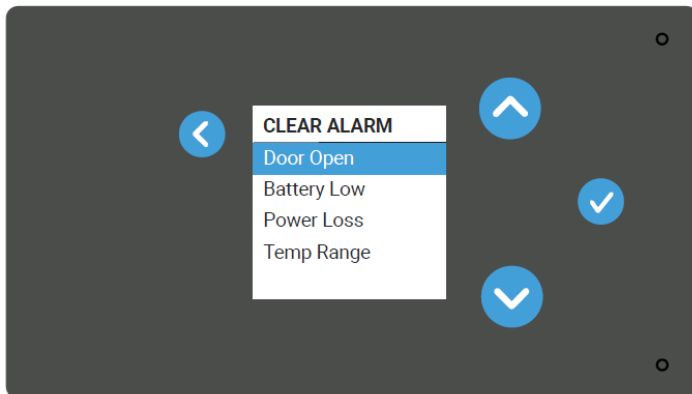 CLEAR ALARM
Door Open
Battery Low
Power Loss
Temp Range